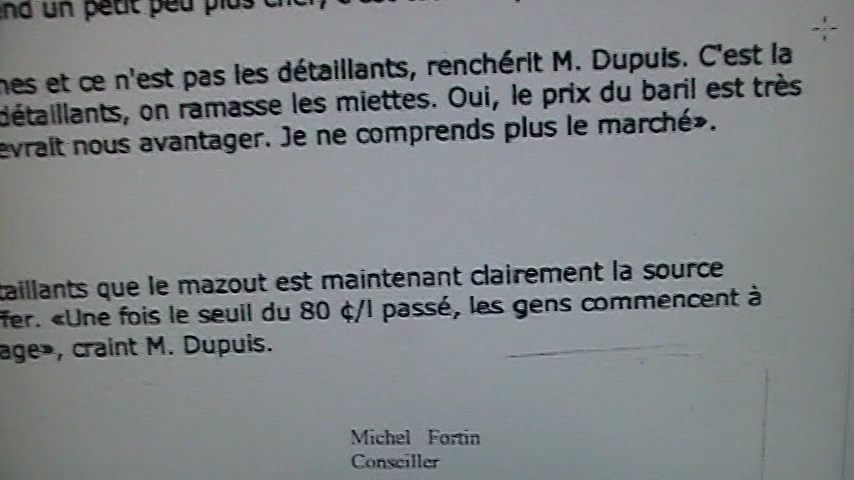 un petit peu plus cher,
et ce n'est pas les détaillants, renchérit M. Dupuis. C'est la
détaillants, on ramasse les miettes. Oui, le prix du baril est très
evrait nous avantager. Je ne comprends plus le marché».
taillants que le mazout est maintenant clairement la source
fer. «Une fois le seuil du 80 ¢/l passé, les gens commencent à
age», craint M. Dupuis.
Michel Fortin
Conseiller